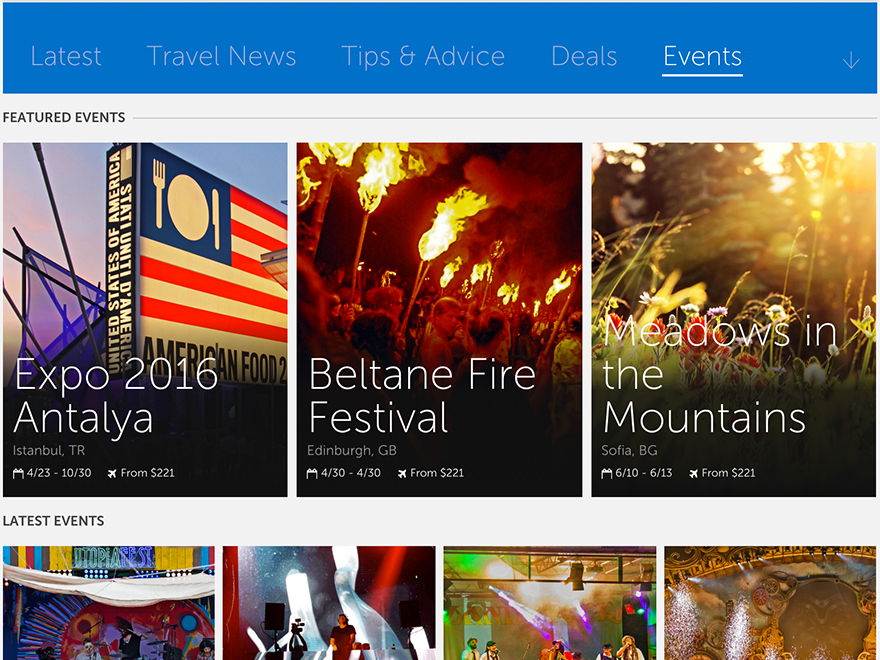 Latest Travel News Tips & Advice Deals Events
FEATURED EVENTS
UNITED STATES OF AMERICA
STATI UNITI D'AMERICA
AMERICAN FOOD 2
Expo 2016
Antalya
Istanbul, TR
4/23 - 10/30 From $221
Beltane Fire
Festival
Edinburgh, GB
4/30 - 4/30 From $221
Meadows in
the
Mountains
Sofia, BG
6/10 - 6/13 From $221
LATEST EVENTS
UTOPiAFEST